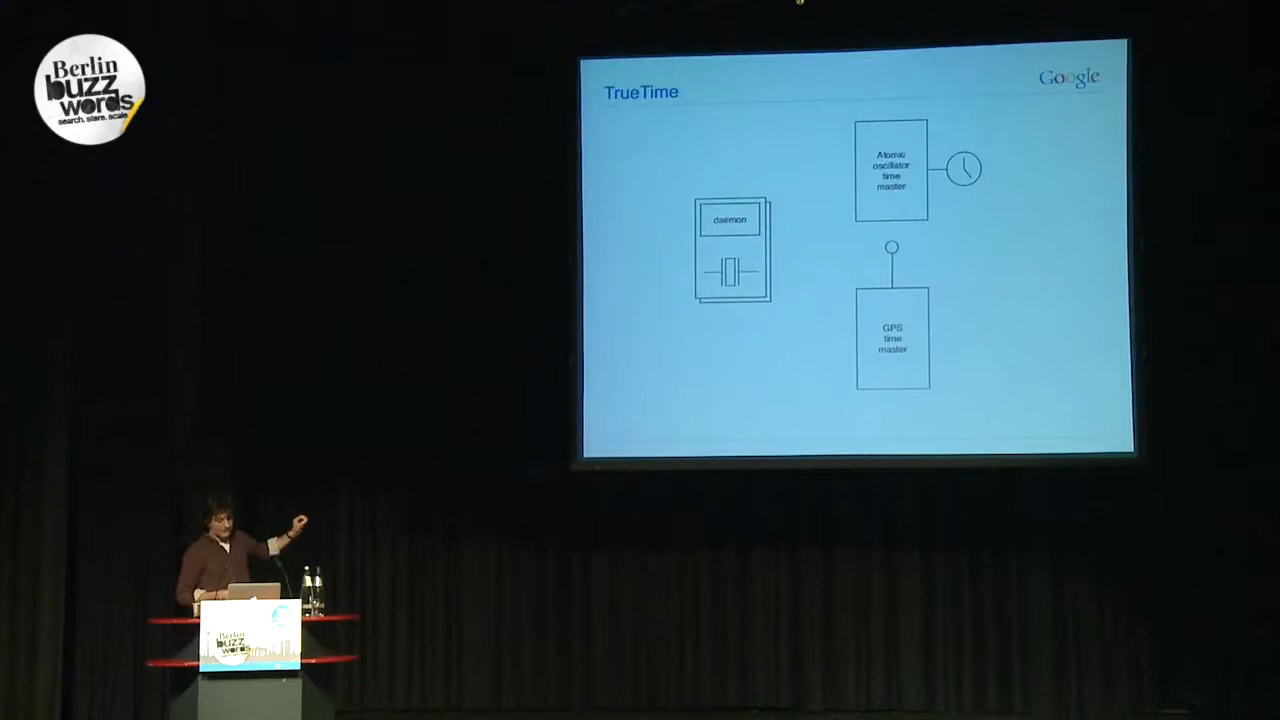 Berlin
buzz
words
search. store. scale
TrueTime
Google
Atomic
oscillator
time
master
daemon
GPS
time
master
Berlin
buzz
words